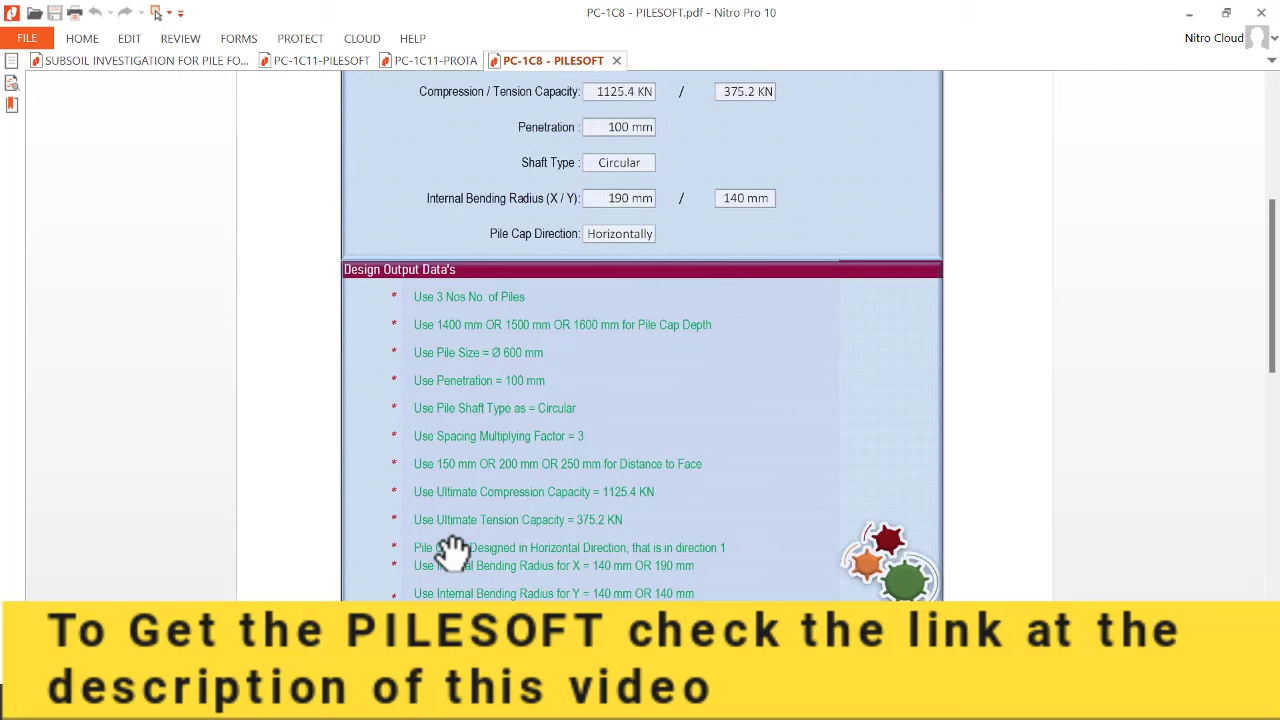 PC-1C8 - PILESOFT.pdf - Nitro Pro 10
FILE HOME EDIT REVIEW FORMS PROTECT CLOUD HELP
Nitro Cloud
SUBSOIL INVESTIGATION FOR PILE FO... PC-1C11-PILESOFT PC-1C11-PROTA PC-1C8 - PILESOFT
Compression / Tension Capacity: 1125.4 KN / 375.2 KN
Penetration : 100 mm
Shaft Type : Circular
Internal Bending Radius (X / Y): 190 mm / 140 mm
Pile Cap Direction: Horizontally
Design Output Data's
* Use 3 Nos No. of Piles
* Use 1400 mm OR 1500 mm OR 1600 mm for Pile Cap Depth
* Use Pile Size = Ø 600 mm
* Use Penetration = 100 mm
* Use Pile Shaft Type as = Circular
* Use Spacing Multiplying Factor = 3
* Use 150 mm OR 200 mm OR 250 mm for Distance to Face
* Use Ultimate Compression Capacity = 1125.4 KN
* Use Ultimate Tension Capacity = 375.2 KN
* Pile Designed in Horizontal Direction, that is in direction 1
* Use Bending Radius for X = 140 mm OR 190 mm
* Use Internal Bending Radius for Y = 140 mm OR 140 mm
To Get the PILESOFT check the link at the
description of this video